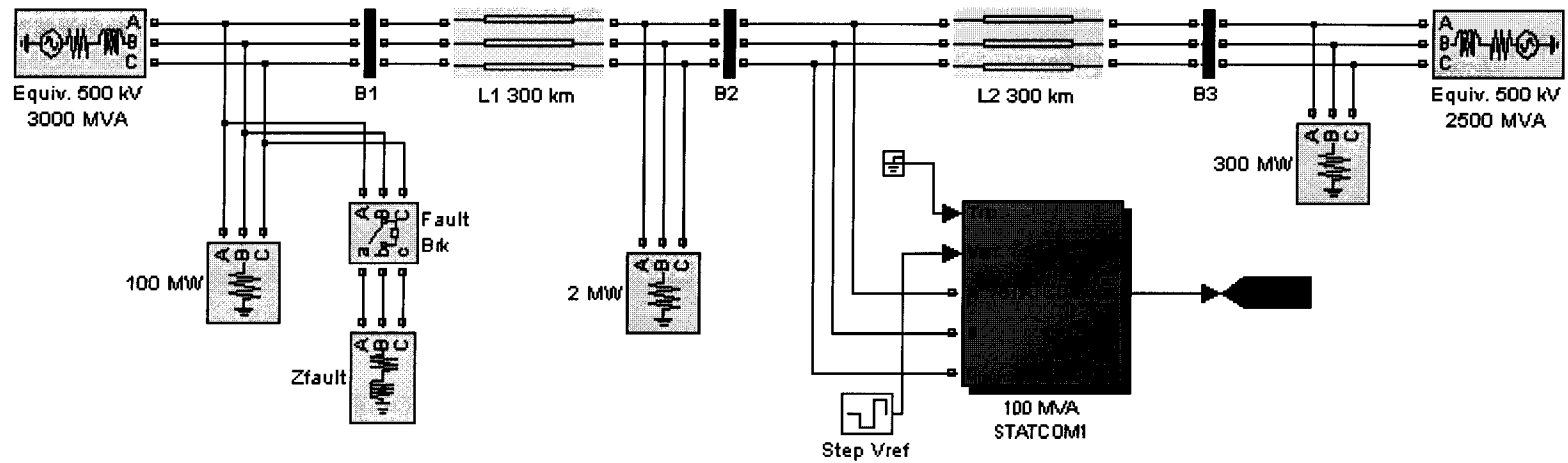 A
B
C
Equiv. 500 kV
3000 MVA
B1
L1 300 km
B2
L2 300 km
B3
A
B
C
Equiv. 500 kV
2500 MVA
A B C
300 MW
A B C
a b c
Fault
Brk
A B C
100 MW
A B C
2 MW
A B C
Zfault
Step Vref
100 MVA
STATCOM1